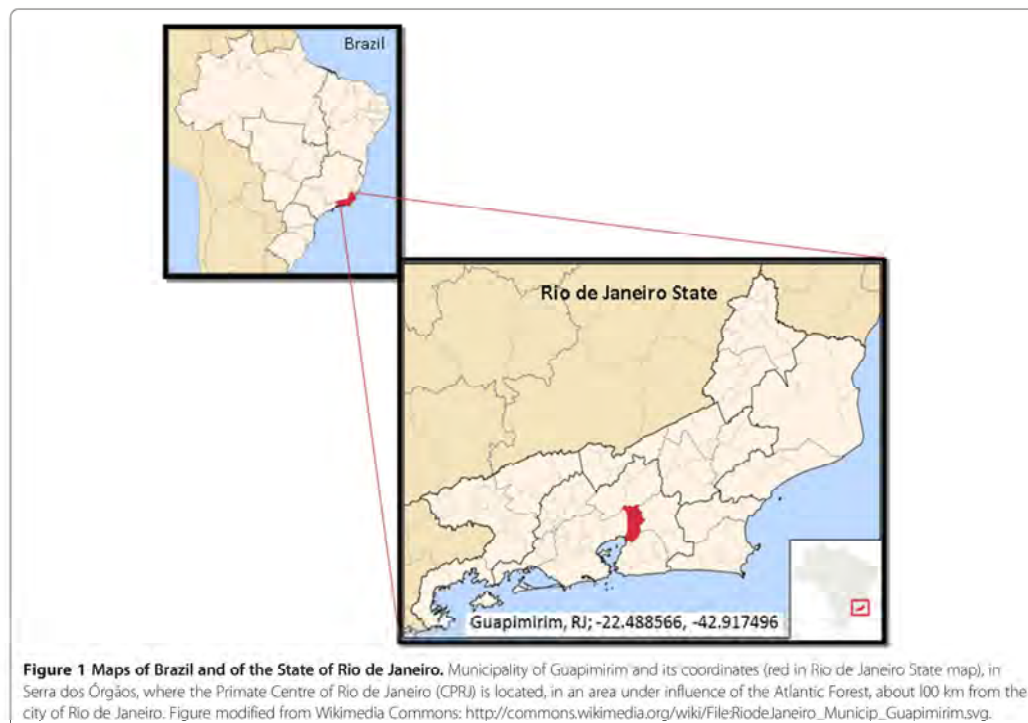 Brazil
Rio de Janeiro State
Guapimirim, RJ; -22.488566, -42.917496
Figure 1 Maps of Brazil and of the State of Rio de Janeiro. Municipality of Guapimirim and its coordinates (red in Rio de Janeiro State map), in
Serra dos Órgãos, where the Primate Centre of Rio de Janeiro (CPRJ) is located, in an area under influence of the Atlantic Forest, about l00 km from the
city of Rio de Janeiro. Figure modified from Wikimedia Commons: http://commons.wikimedia.org/wiki/File:RiodeJaneiro_Municip_Guapimirim.svg.